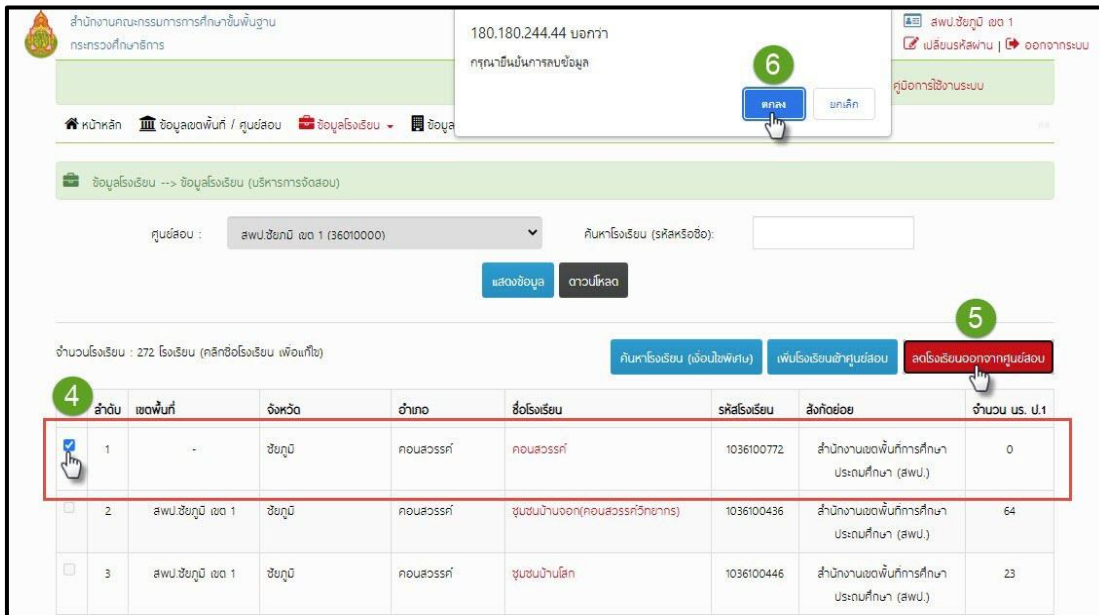 สำนักงานคณะกรรมการการศึกษาขั้นพื้นฐาน
กระทรวงศึกษาธิการ
180.180.244.44 บอกว่า
กรุณายืนยันการลบข้อมูล
6
ตกลง ยกเลิก
สพป.ชัยภูมิ เขต 1
เปลี่ยนรหัสผ่าน | ออกจากระบบ
คู่มือการใช้งานระบบ
หน้าหลัก ข้อมูลเขตพื้นที่ / ศูนย์สอบ ข้อมูลโรงเรียน ข้อมูล
ข้อมูลโรงเรียน --> ข้อมูลโรงเรียน (บริหารการจัดสอบ)
ศูนย์สอบ : สพป.ชัยภูมิ เขต 1 (36010000) ค้นหาโรงเรียน (รหัสหรือชื่อ):
แสดงข้อมูล ดาวน์โหลด
5
จำนวนโรงเรียน : 272 โรงเรียน (คลิกชื่อโรงเรียน เพื่อแก้ไข) ค้นหาโรงเรียน (เงื่อนไขพิเศษ) เพิ่มโรงเรียนเข้าศูนย์สอบ ลดโรงเรียนออกจากศูนย์สอบ
4
ลำดับ เขตพื้นที่ จังหวัด อำเภอ ชื่อโรงเรียน รหัสโรงเรียน สังกัดย่อย จำนวน นร. ป.1
1 - ชัยภูมิ คอนสวรรค์ คอนสวรรค์ 1036100772 สำนักงานเขตพื้นที่การศึกษา 0
ประถมศึกษา (สพป.)
2 สพป.ชัยภูมิ เขต 1 ชัยภูมิ คอนสวรรค์ ชุมชนบ้านจอก(คอนสวรรค์วิทยากร) 1036100436 สำนักงานเขตพื้นที่การศึกษา 64
ประถมศึกษา (สพป.)
3 สพป.ชัยภูมิ เขต 1 ชัยภูมิ คอนสวรรค์ ชุมชนบ้านโสก 1036100446 สำนักงานเขตพื้นที่การศึกษา 23
ประถมศึกษา (สพป.)